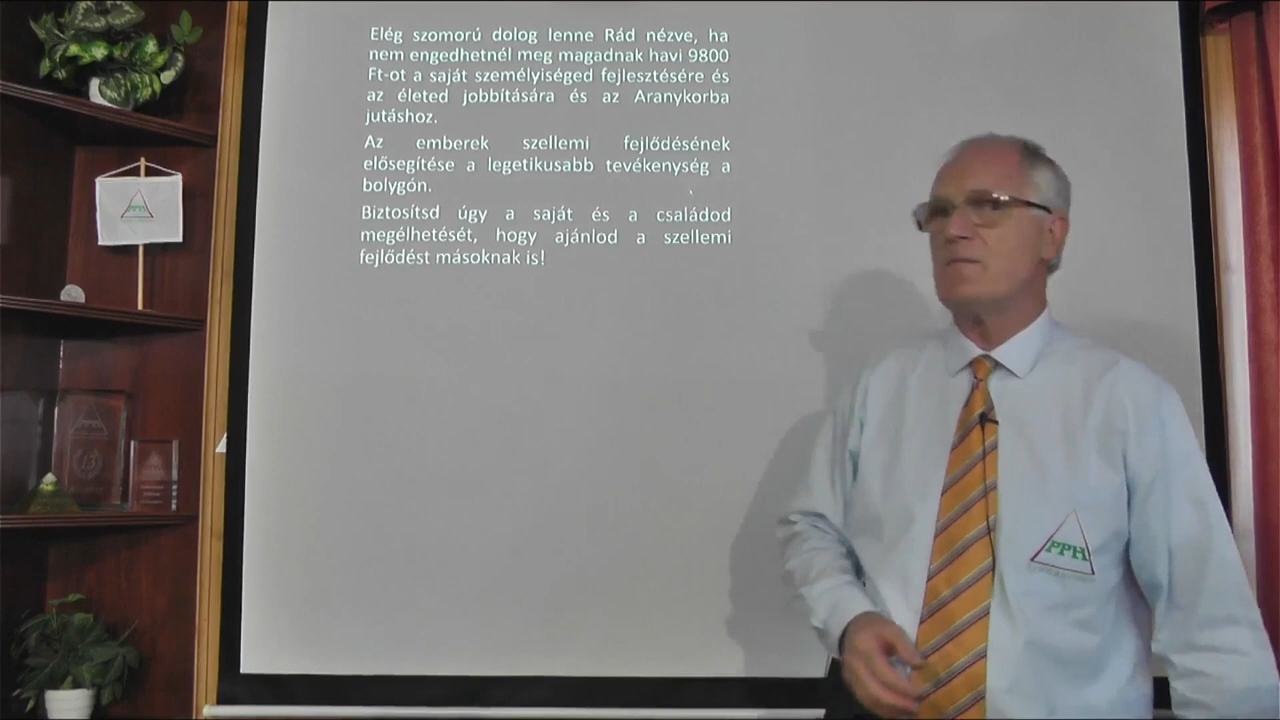 Elég szomorú dolog lenne Rád nézve, ha
nem engedhetnél meg magadnak havi 9800
Ft-ot a saját személyiséged fejlesztésére és
az életed jobbítására és az Aranykorba
jutáshoz.
Az emberek szellemi fejlődésének
elősegítése a legetikusabb tevékenység a
bolygón.
Biztosítsd úgy a saját és a családod
megélhetését, hogy ajánlod a szellemi
fejlődést másoknak is!
PPH
PPH
13